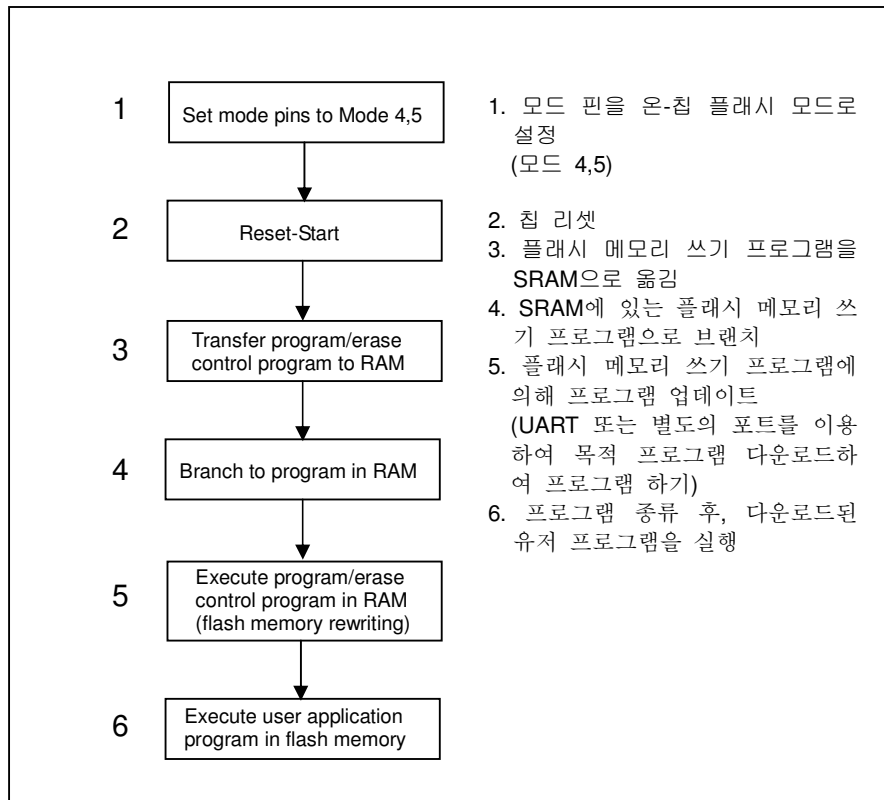 1
Set mode pins to Mode 4,5
2
Reset-Start
3
Transfer program/erase
control program to RAM
4
Branch to program in RAM
5
Execute program/erase
control program in RAM
(flash memory rewriting)
6
Execute user application
program in flash memory
1. 모드 핀을 온-칩 플래시 모드로
설정
(모드 4,5)
2. 칩 리셋
3. 플래시 메모리 쓰기 프로그램을
SRAM으로 옮김
4. SRAM에 있는 플래시 메모리 쓰
기 프로그램으로 브랜치
5. 플래시 메모리 쓰기 프로그램에
의해 프로그램 업데이트
(UART 또는 별도의 포트를 이용
하여 목적 프로그램 다운로드하
여 프로그램 하기)
6. 프로그램 종류 후, 다운로드된
유저 프로그램을 실행